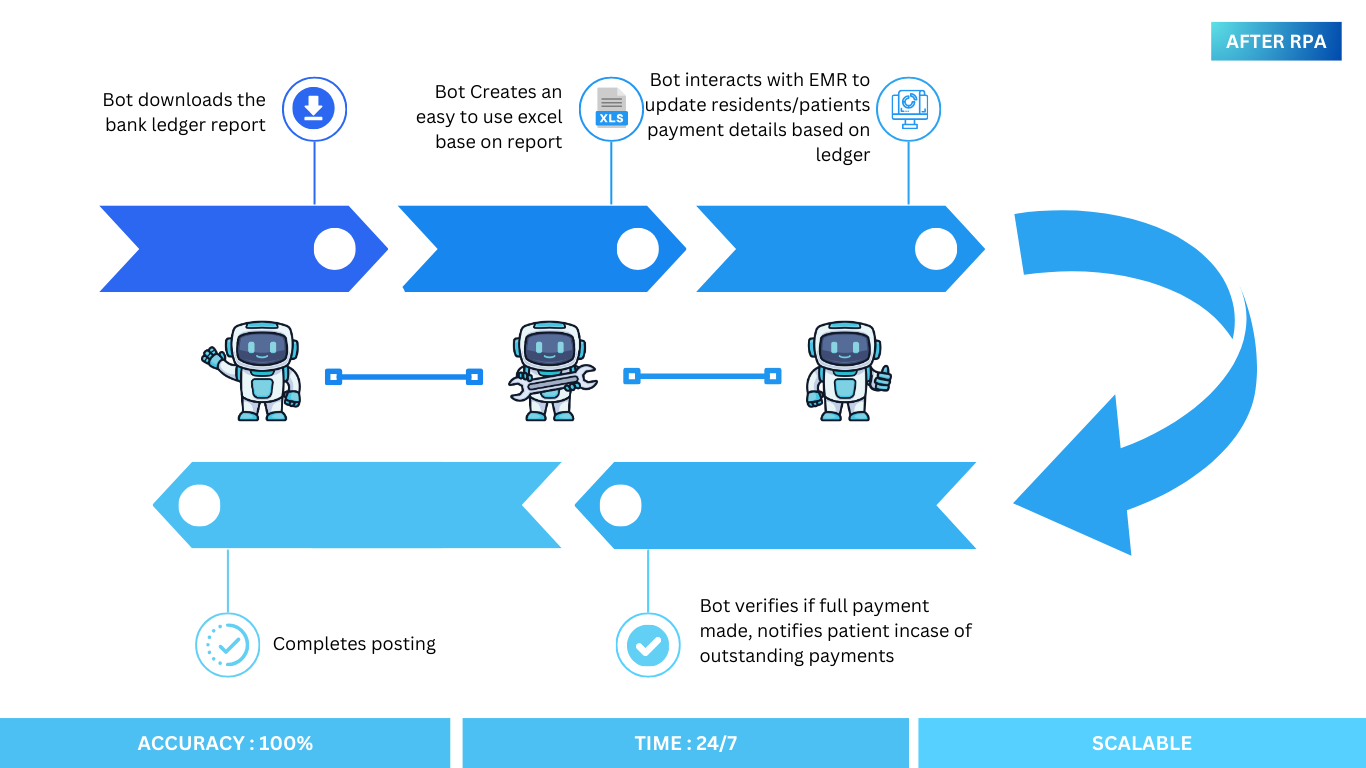 AFTER RPA
Bot downloads the
bank ledger report
Bot Creates an
easy to use excel
base on report
XLS
Bot interacts with EMR to
update residents/patients
payment details based on
ledger
Bot verifies if full payment
made, notifies patient incase of
outstanding payments
Completes posting
ACCURACY : 100%
TIME : 24/7
SCALABLE